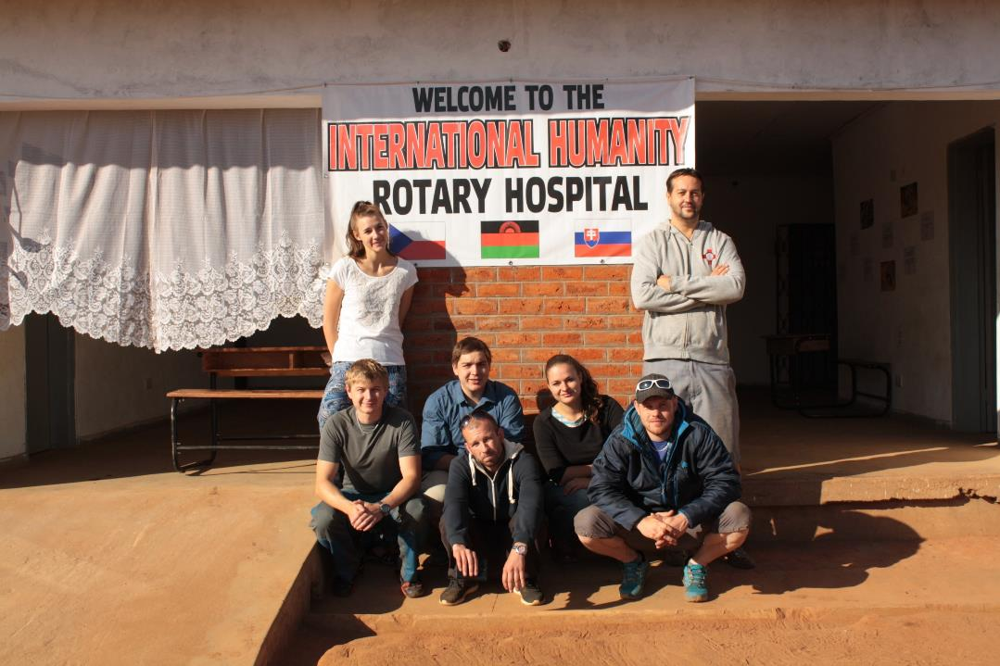 WELCOME TO THE
INTERNATIONAL HUMANITY
ROTARY HOSPITAL